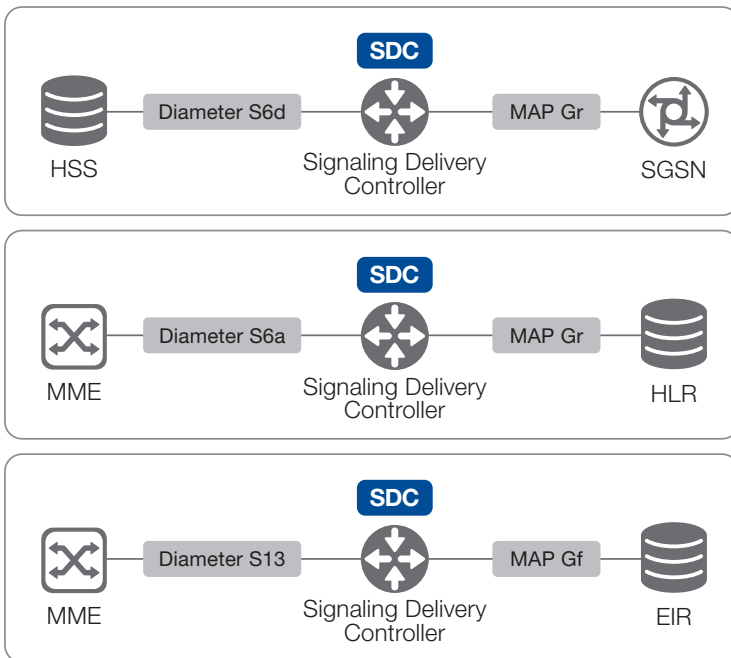 SDC
Diameter S6d
MAP Gr
HSS
Signaling Delivery
Controller
SGSN
SDC
Diameter S6a
MAP Gr
MME
Signaling Delivery
Controller
HLR
SDC
Diameter S13
MAP Gf
MME
Signaling Delivery
Controller
EIR